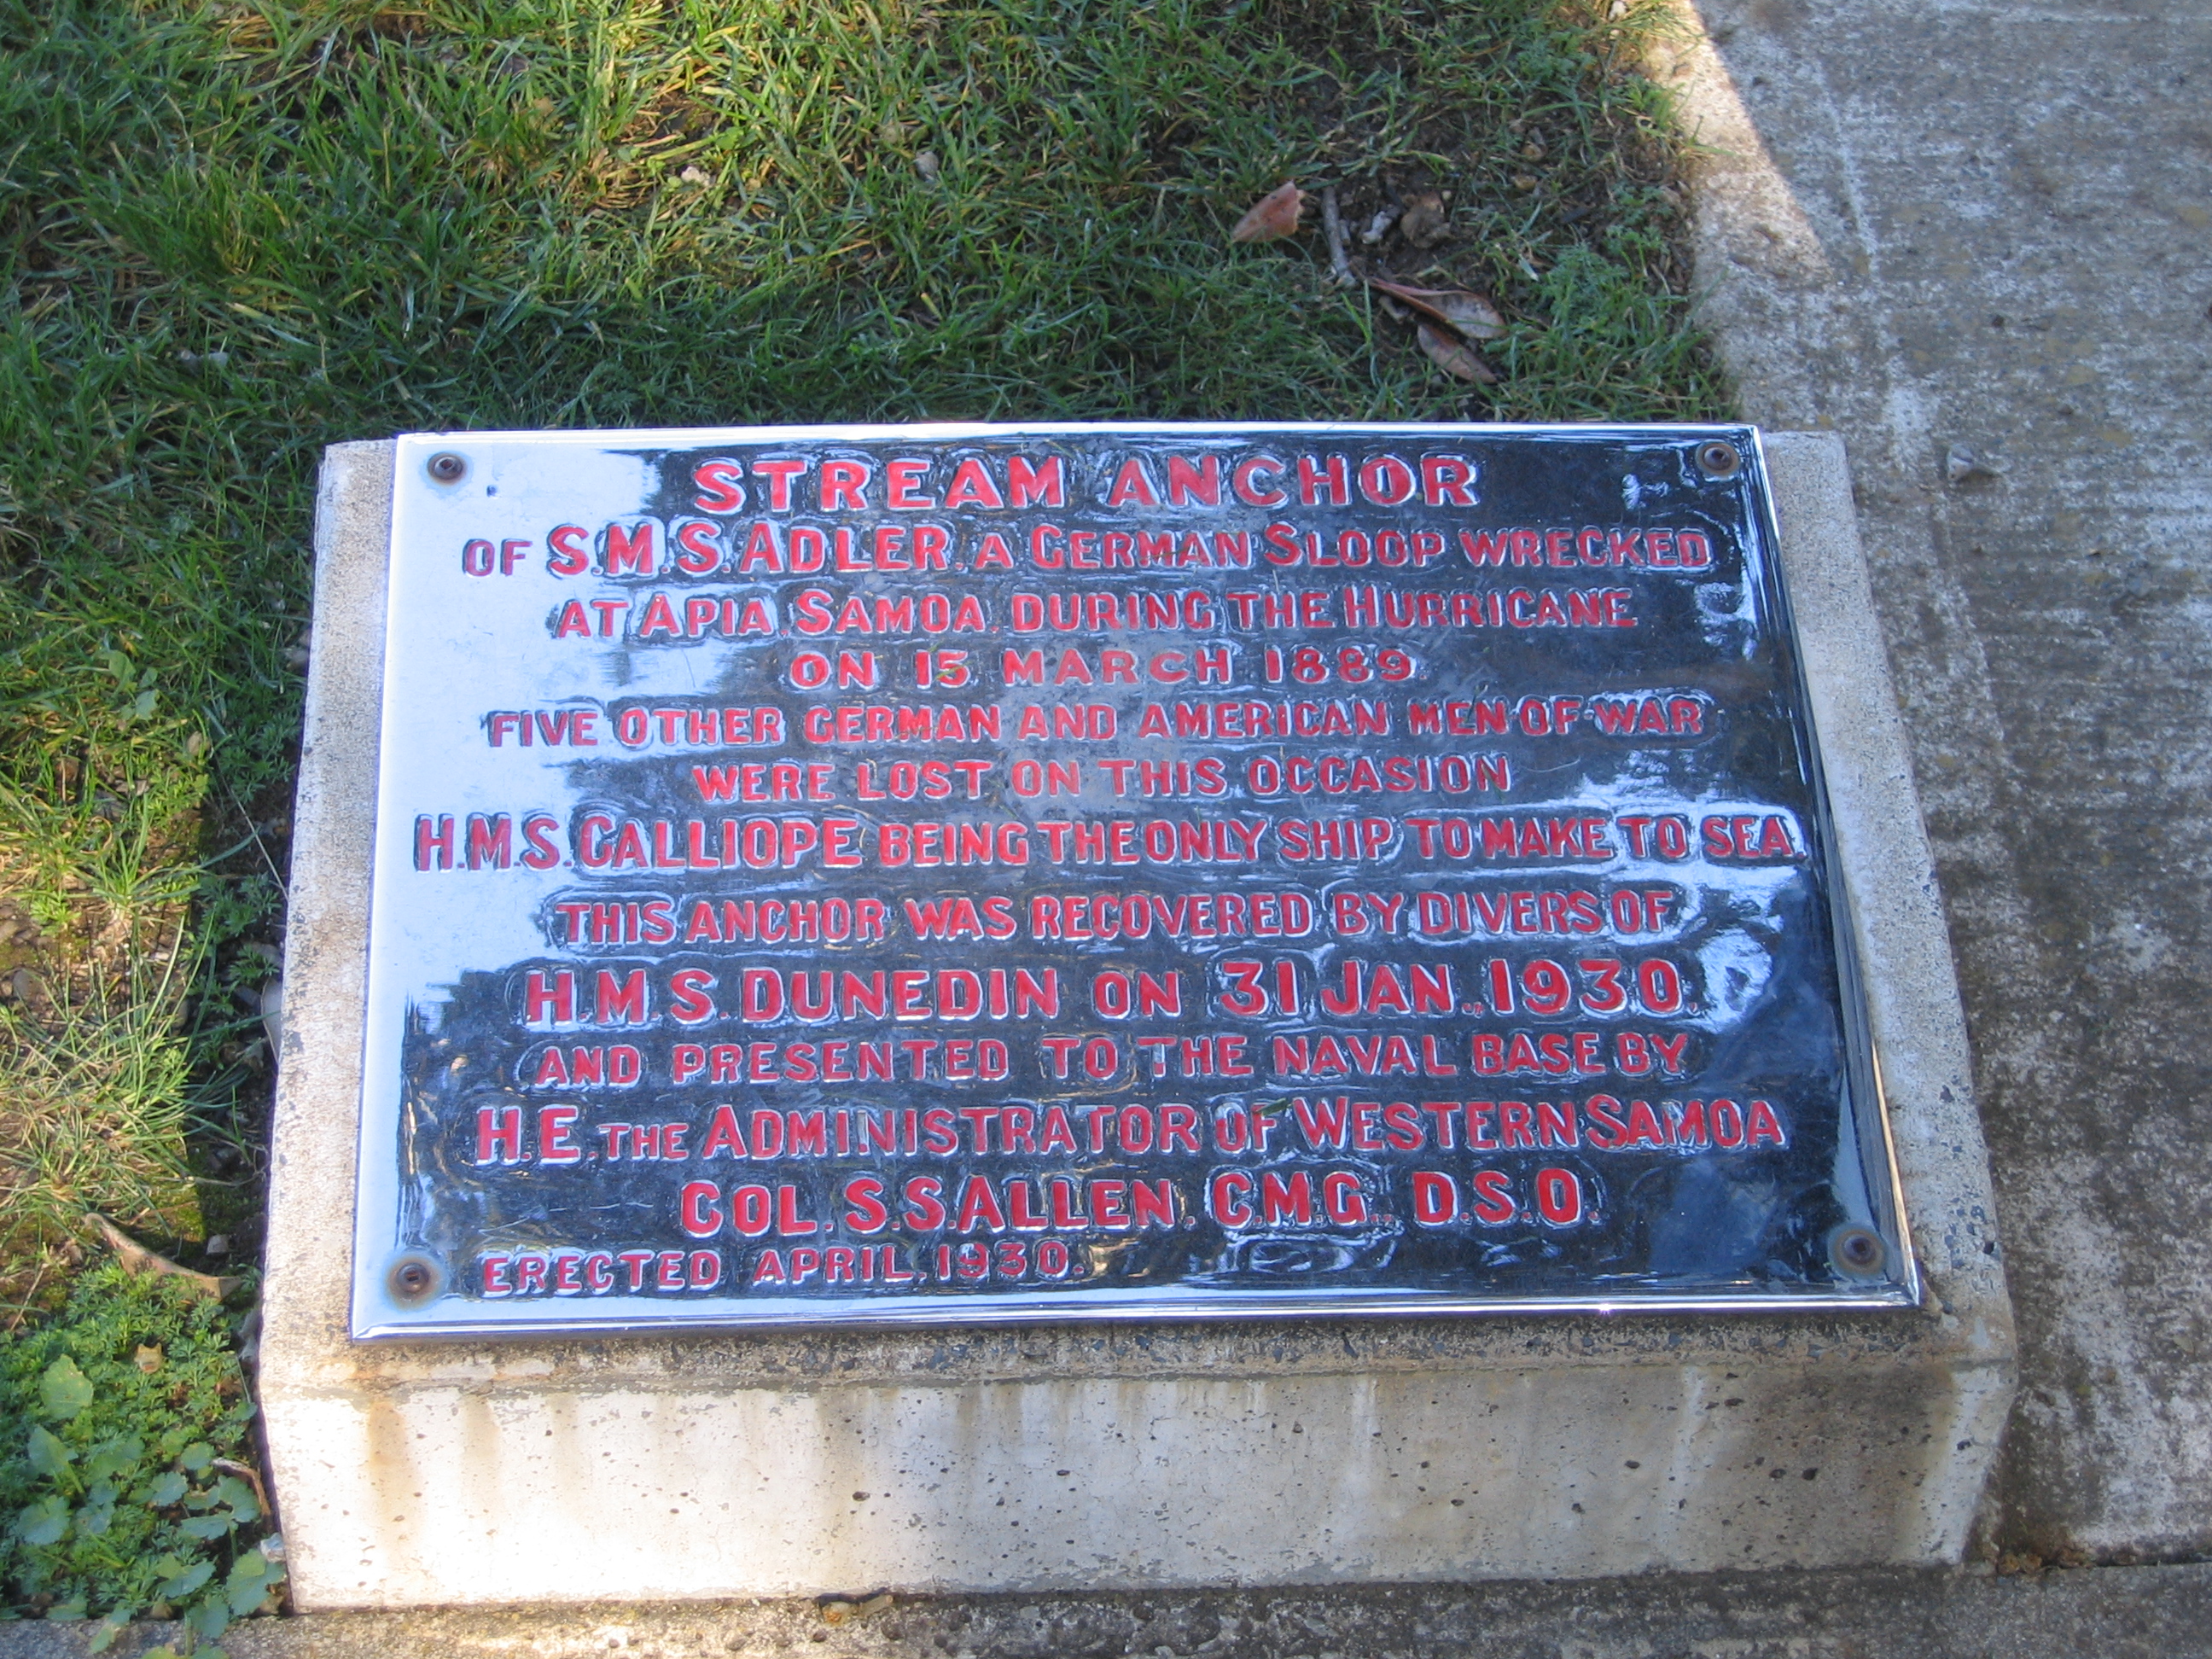 STREAM ANCHOR
OF S.M.S. ADLER, A GERMAN SLOOP WRECKED
AT APIA, SAMOA, DURING THE HURRICANE
ON 15 MARCH 1889.
FIVE OTHER GERMAN AND AMERICAN MEN-OF-WAR
WERE LOST ON THIS OCCASION
H.M.S. CALLIOPE BEING THE ONLY SHIP TO MAKE TO SEA.
THIS ANCHOR WAS RECOVERED BY DIVERS OF
H.M.S. DUNEDIN ON 31 JAN., 1930.
AND PRESENTED TO THE NAVAL BASE BY
H.E. THE ADMINISTRATOR OF WESTERN SAMOA
COL. S.S. ALLEN, C.M.G., D.S.O.
ERECTED APRIL, 1930.